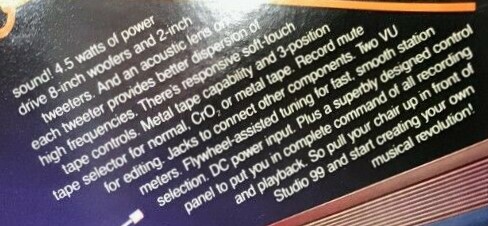 sound! 4.5 watts of power
drive 8-inch woofers and 2-inch
tweeters. And an acoustic lens on
each tweeter provides better dispersion of
high frequencies. There's responsive soft-touch
tape controls. Metal tape capability and 3-position
tape selector for normal, CrO2, or metal tape. Record mute
for editing. Jacks to connect other components. Two VU
meters. Flywheel-assisted tuning for fast, smooth station
selection. DC power input. Plus a superbly designed control
panel to put you in complete command of all recording
and playback. So pull your chair up in front of
Studio 99 and start creating your own
musical revolution!